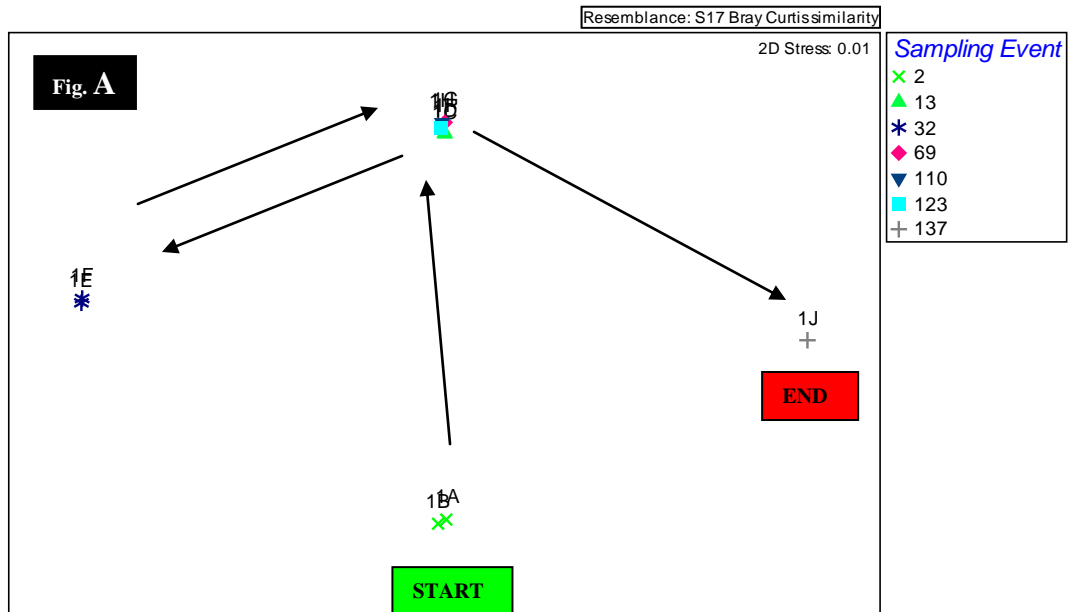 Resemblance: S17 Bray Curtis similarity
2D Stress: 0.01
Fig. A
Sampling Event
2
13
32
69
110
123
137
1E
1J
END
1A
1B
START